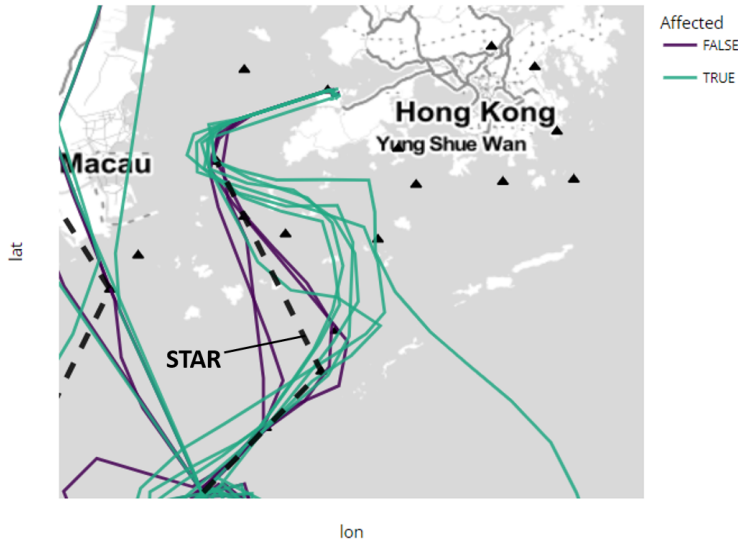 Affected
FALSE
TRUE
Hong Kong
Yung Shue Wan
Macau
lat
STAR
lon